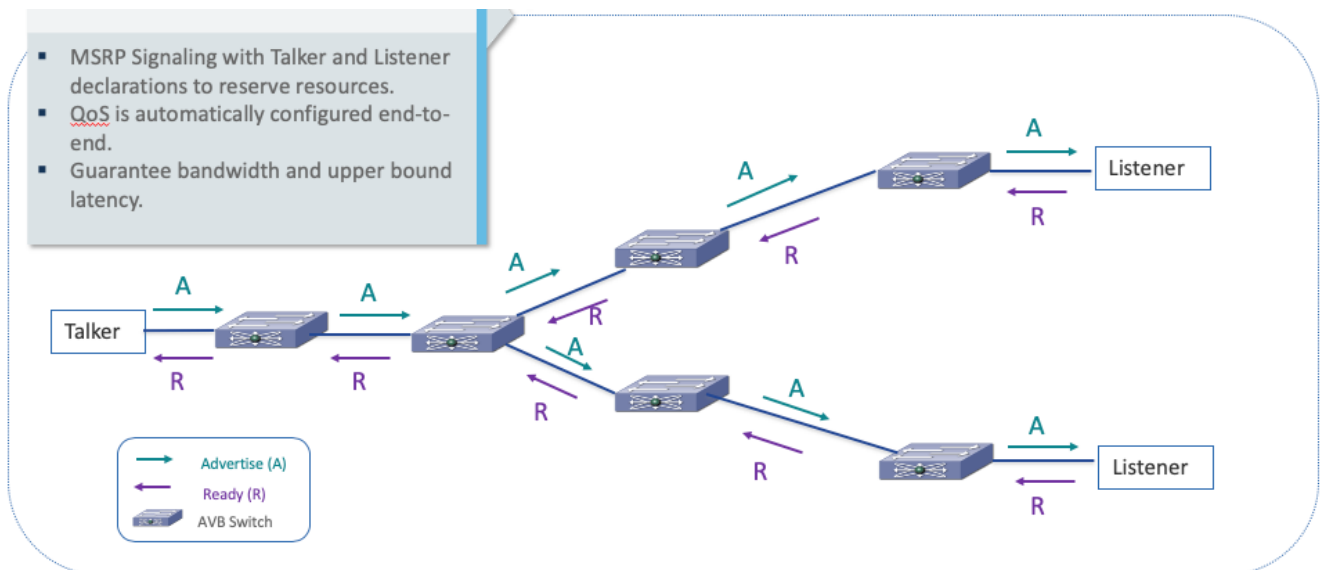 ▪ MSRP Signaling with Talker and Listener
declarations to reserve resources.
▪ QoS is automatically configured end-to-
end.
▪ Guarantee bandwidth and upper bound
latency.
A
A
Listener
R
R
A
A
A
R
Talker
A
R
R
R
A
R
A
Listener
R
Advertise (A)
Ready (R)
AVB Switch